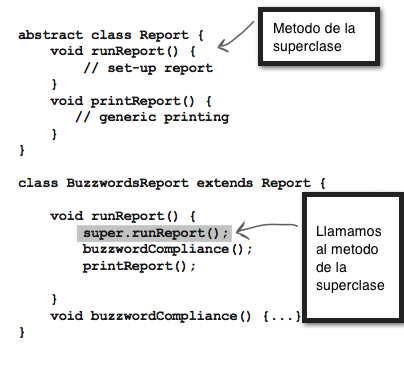 abstract class Report {
void runReport() {
// set-up report
}
void printReport() {
// generic printing
}
}
Metodo de la
superclase
class BuzzwordsReport extends Report {
void runReport() {
super.runReport();
buzzwordCompliance();
printReport();
}
void buzzwordCompliance() {...}
}
Llamamos
al metodo
de la
superclase